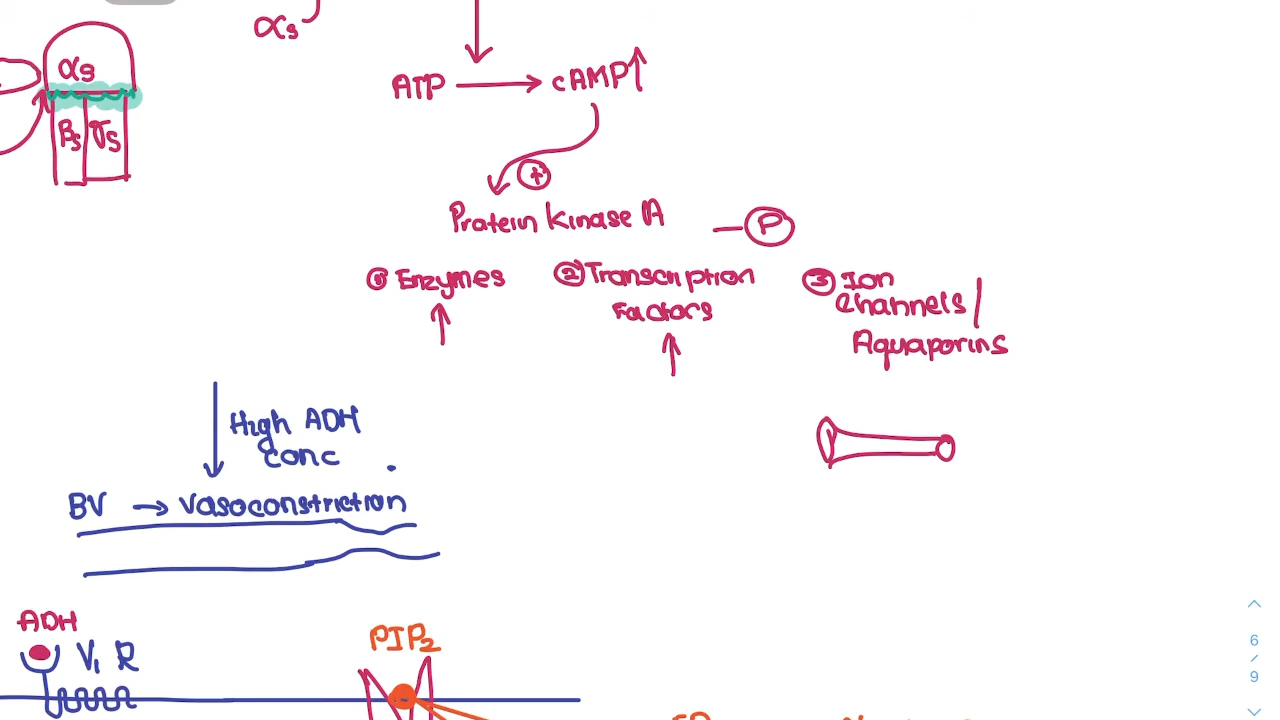 αs
αs
ATP → cAMP↑
βs γs
+
Protein Kinase A — P
① Enzymes ② Transcription ③ Ion
Factors Channels/
Aquaporins
High ADH
conc
BV → Vasoconstriction
ADH
V₁ R
PIP₂
6
/
9